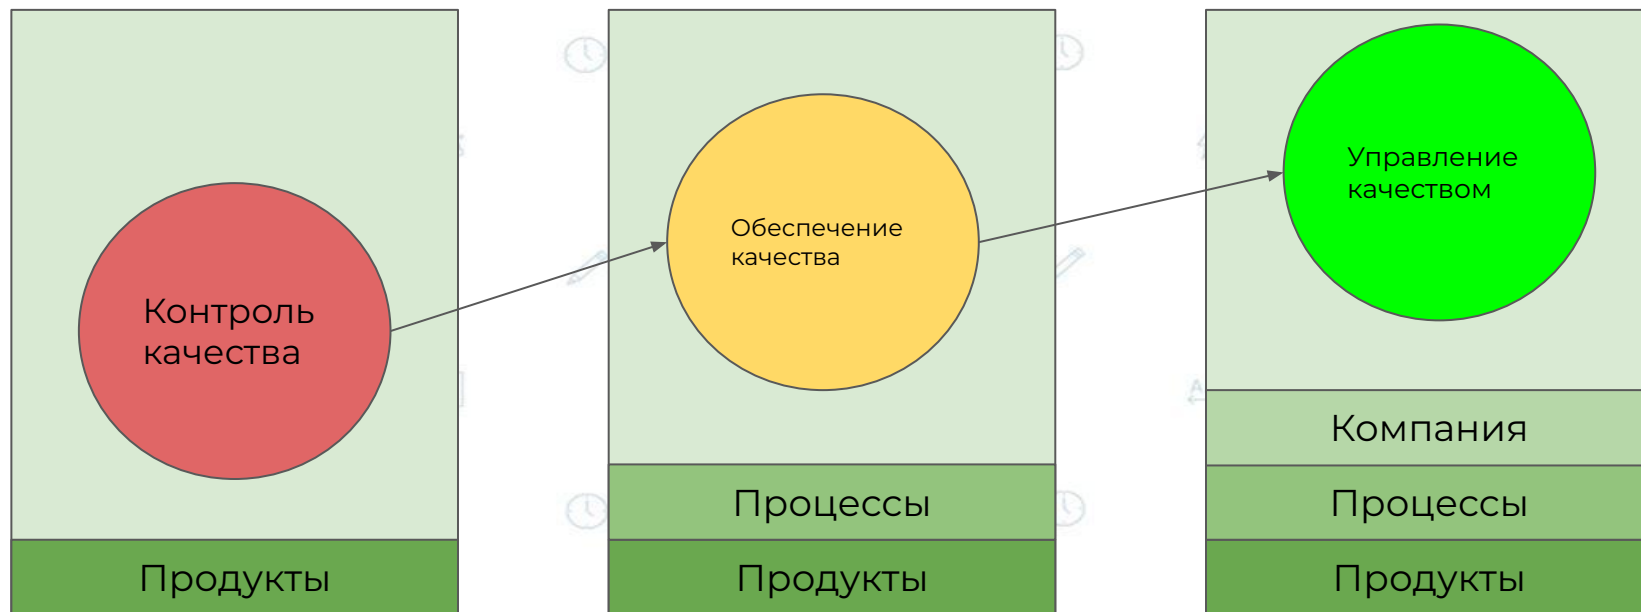 Контроль
качества
Продукты
Обеспечение
качества
Процессы
Продукты
Управление
качеством
Компания
Процессы
Продукты